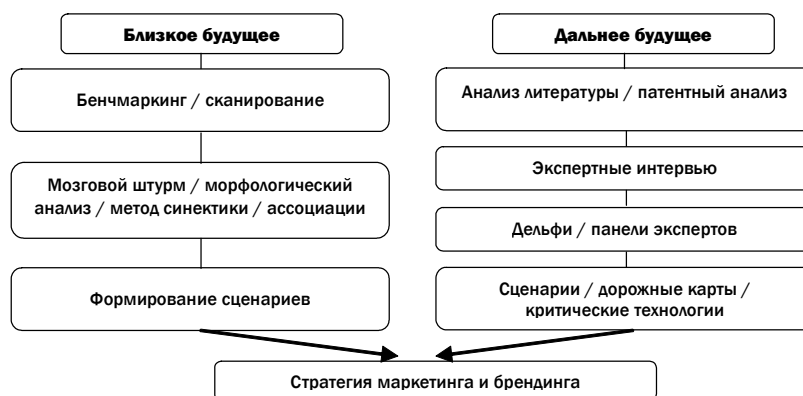 Близкое будущее
Бенчмаркинг / сканирование
Мозговой штурм / морфологический
анализ / метод синектики / ассоциации
Формирование сценариев
Дальнее будущее
Анализ литературы / патентный анализ
Экспертные интервью
Дельфи / панели экспертов
Сценарии / дорожные карты /
критические технологии
Стратегия маркетинга и брендинга